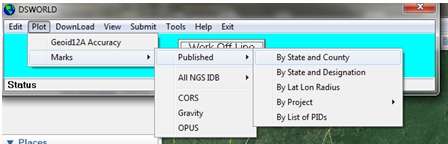 DSWORLD
Edit Plot DownLoad View Submit Tools Help Exit
Geoid12A Accuracy
Marks
Work Off Line
Published
All NGS IDB
CORS
Gravity
OPUS
By State and County
By State and Designation
By Lat Lon Radius
By Project
By List of PIDs
Status
Places